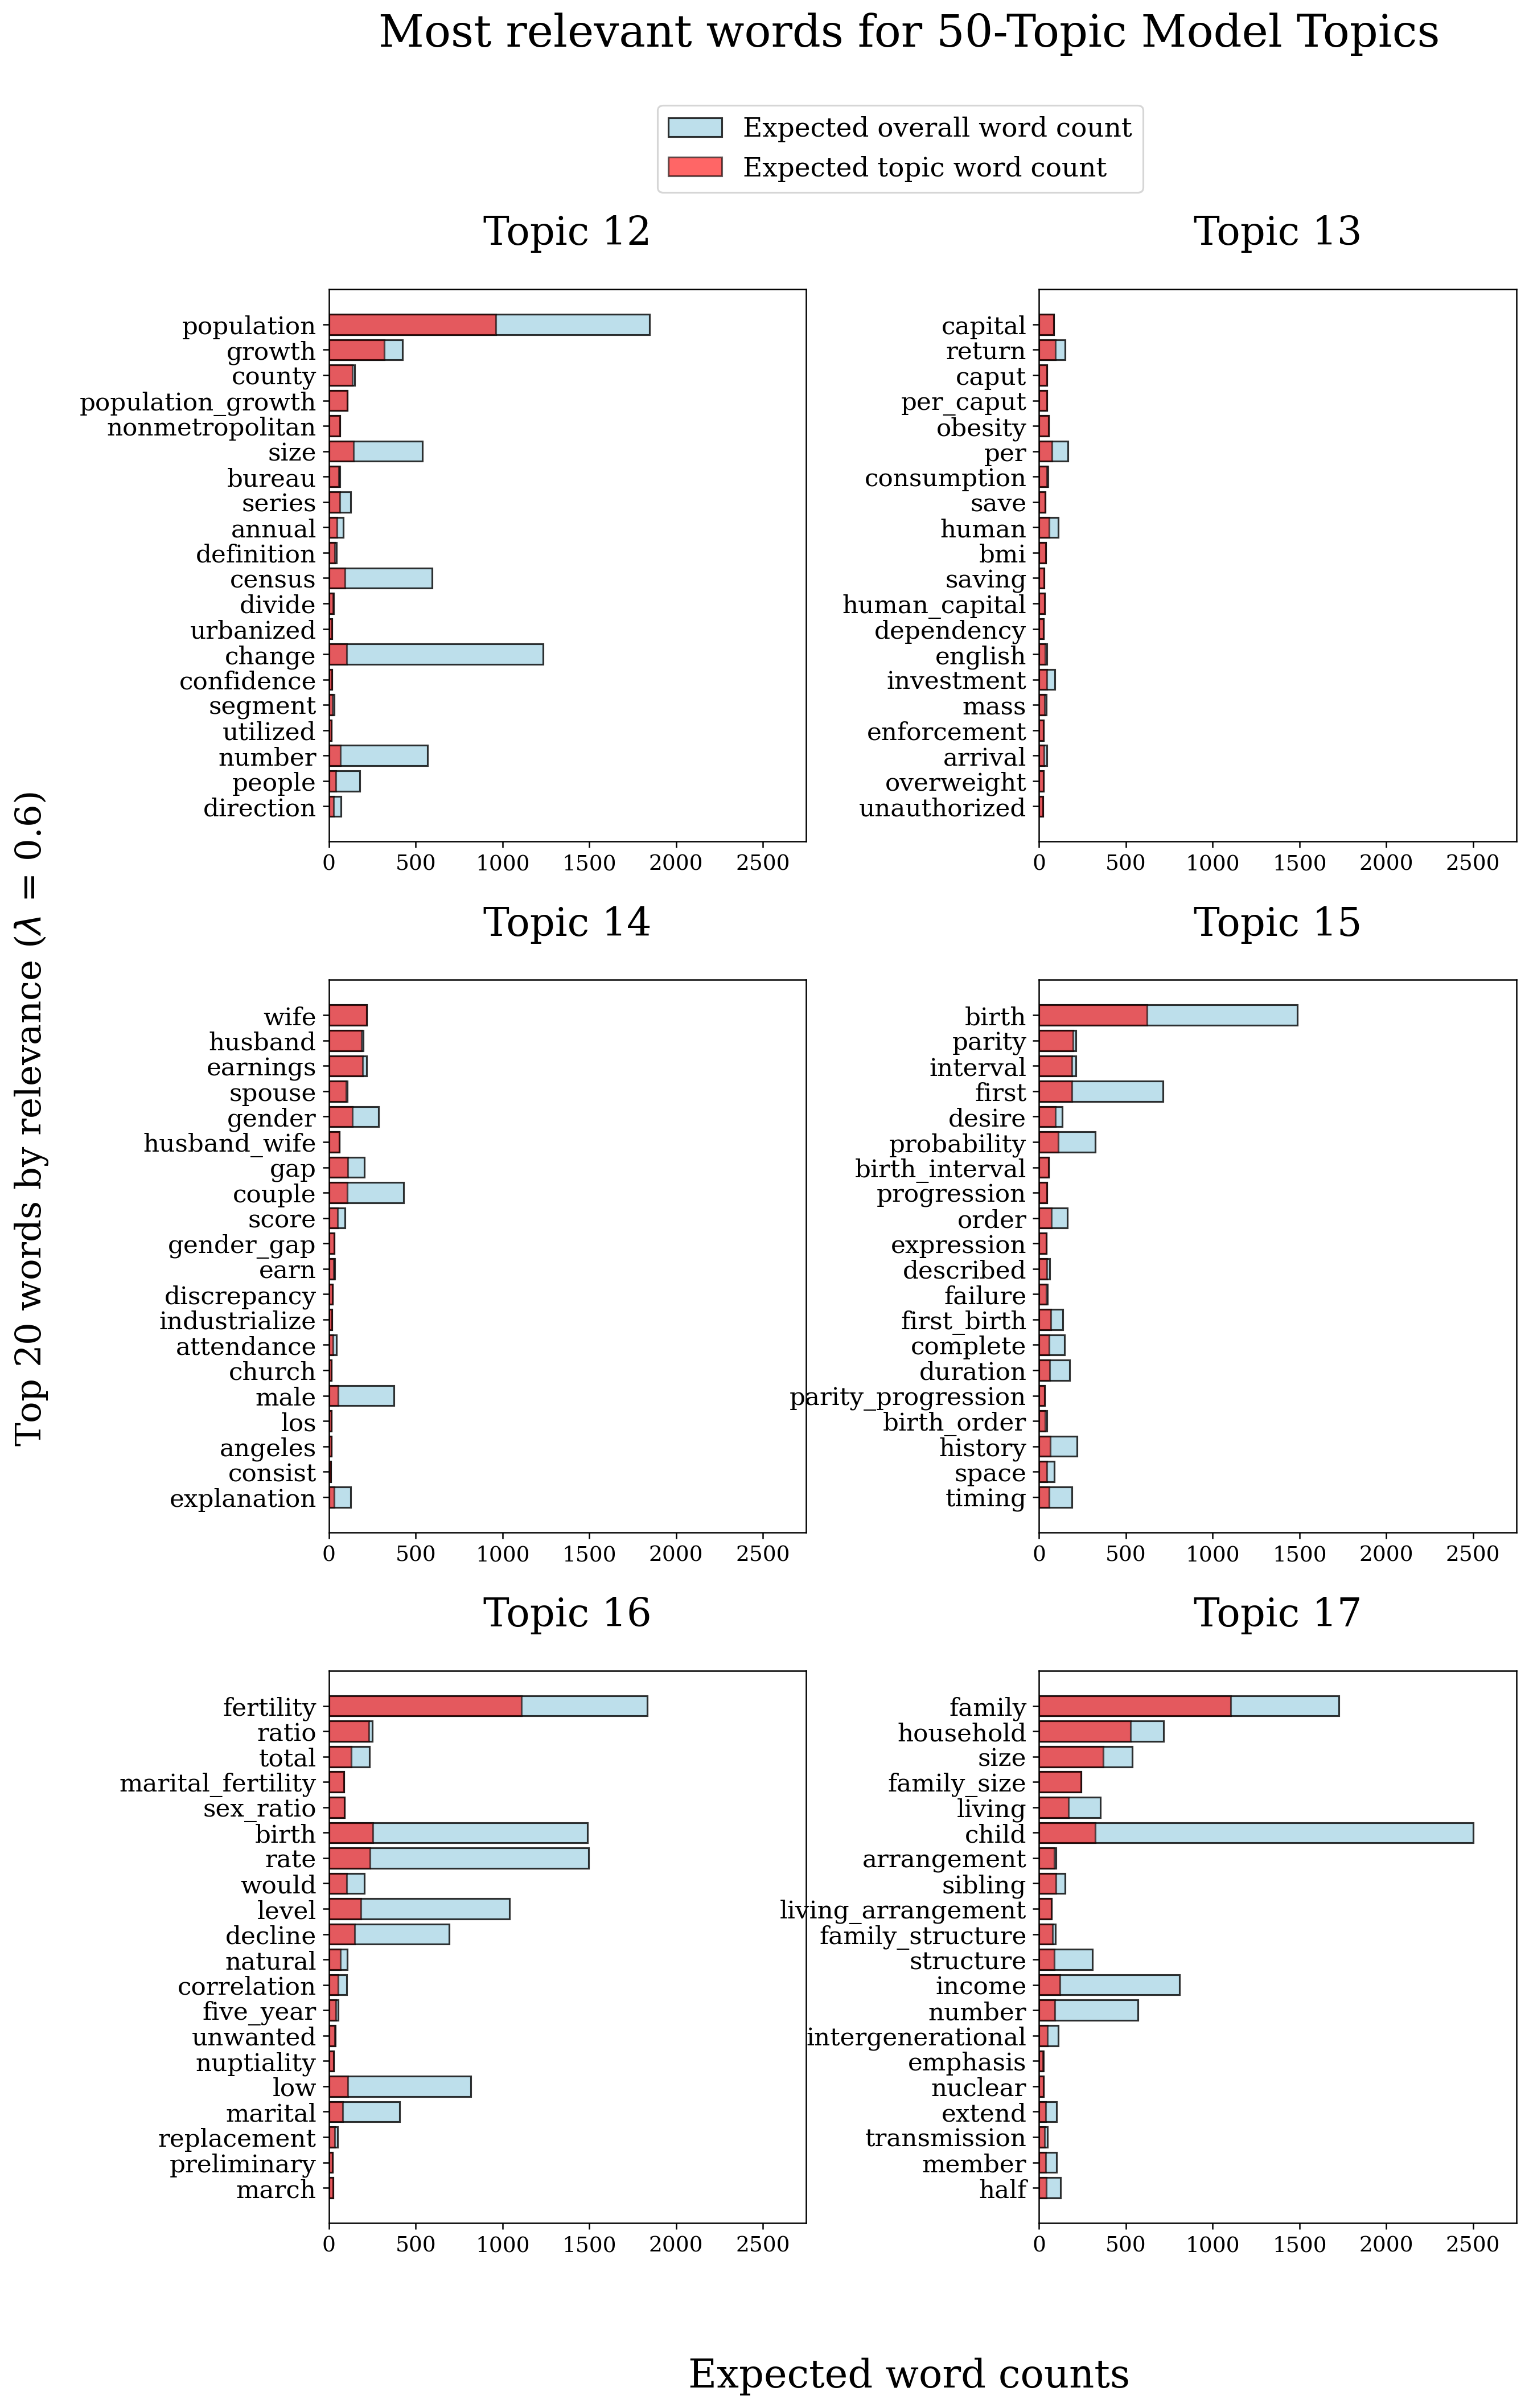 Most relevant words for 50-Topic Model Topics
Expected overall word count
Expected topic word count
Top 20 words by relevance (λ = 0.6)
Topic 12
population
growth
county
population_growth
nonmetropolitan
size
bureau
series
annual
definition
census
divide
urbanized
change
confidence
segment
utilized
number
people
direction
0 500 1000 1500 2000 2500
Topic 13
capital
return
caput
per_caput
obesity
per
consumption
save
human
bmi
saving
human_capital
dependency
english
investment
mass
enforcement
arrival
overweight
unauthorized
0 500 1000 1500 2000 2500
Topic 14
wife
husband
earnings
spouse
gender
husband_wife
gap
couple
score
gender_gap
earn
discrepancy
industrialize
attendance
church
male
los
angeles
consist
explanation
0 500 1000 1500 2000 2500
Topic 15
birth
parity
interval
first
desire
probability
birth_interval
progression
order
expression
described
failure
first_birth
complete
duration
parity_progression
birth_order
history
space
timing
0 500 1000 1500 2000 2500
Topic 16
fertility
ratio
total
marital_fertility
sex_ratio
birth
rate
would
level
decline
natural
correlation
five_year
unwanted
nuptiality
low
marital
replacement
preliminary
march
0 500 1000 1500 2000 2500
Topic 17
family
household
size
family_size
living
child
arrangement
sibling
living_arrangement
family_structure
structure
income
number
intergenerational
emphasis
nuclear
extend
transmission
member
half
0 500 1000 1500 2000 2500
Expected word counts